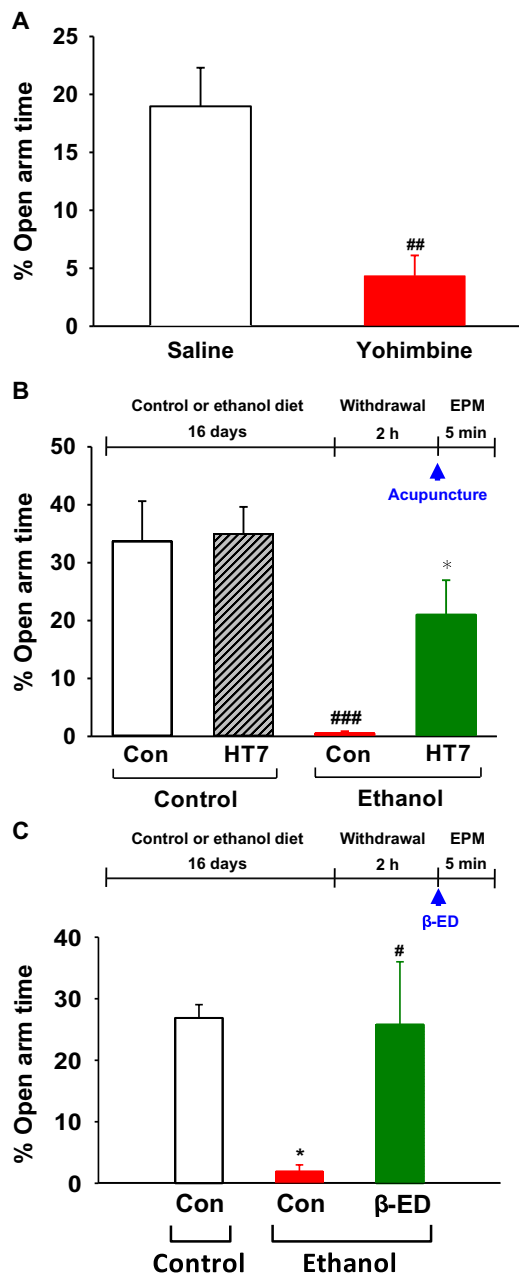 A
% Open arm time
25
20
15
10
5
0
##
Saline Yohimbine
B
Control or ethanol diet Withdrawal EPM
16 days 2 h 5 min
Acupuncture
% Open arm time
50
40
30
20
10
0
###
*
Con HT7 Con HT7
Control Ethanol
C
Control or ethanol diet Withdrawal EPM
16 days 2 h 5 min
β-ED
% Open arm time
40
30
20
10
0
*
#
Con Con β-ED
Control Ethanol